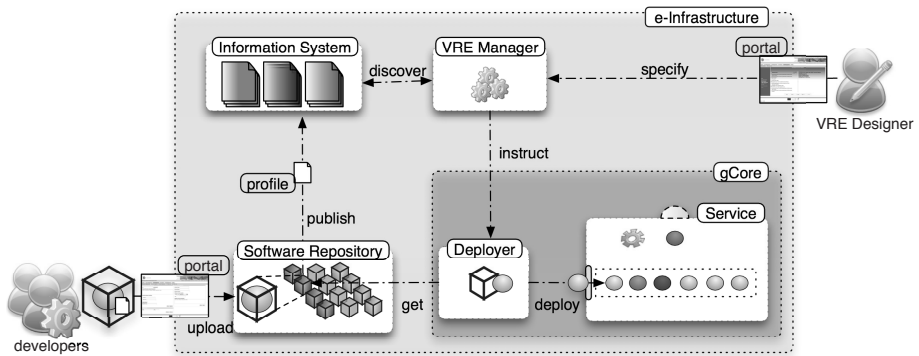 e-Infrastructure
Information System
VRE Manager
portal
discover
specify
VRE Designer
instruct
gCore
profile
Service
publish
Software Repository
Deployer
portal
upload
get
deploy
developers